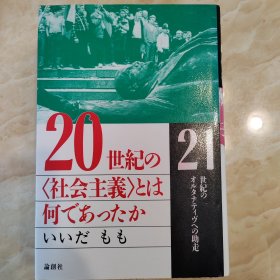 20世紀の
〈社会主義〉とは
何であったか
いいだ もも
論創社
21
世紀の
オルタナティヴへの助走